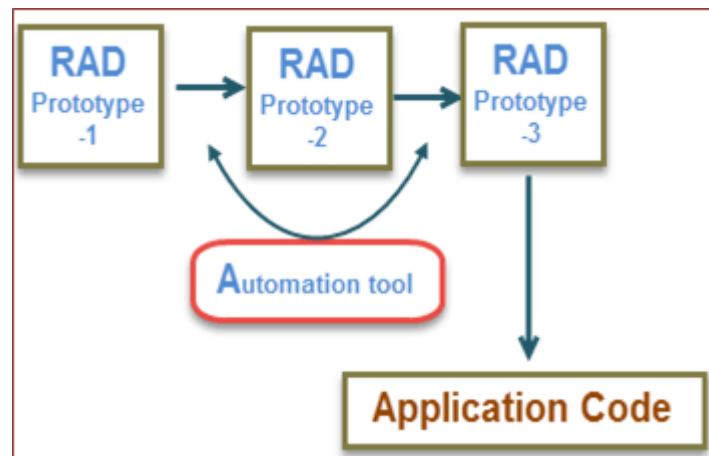 RAD
Prototype
-1
RAD
Prototype
-2
RAD
Prototype
-3
Automation tool
Application Code